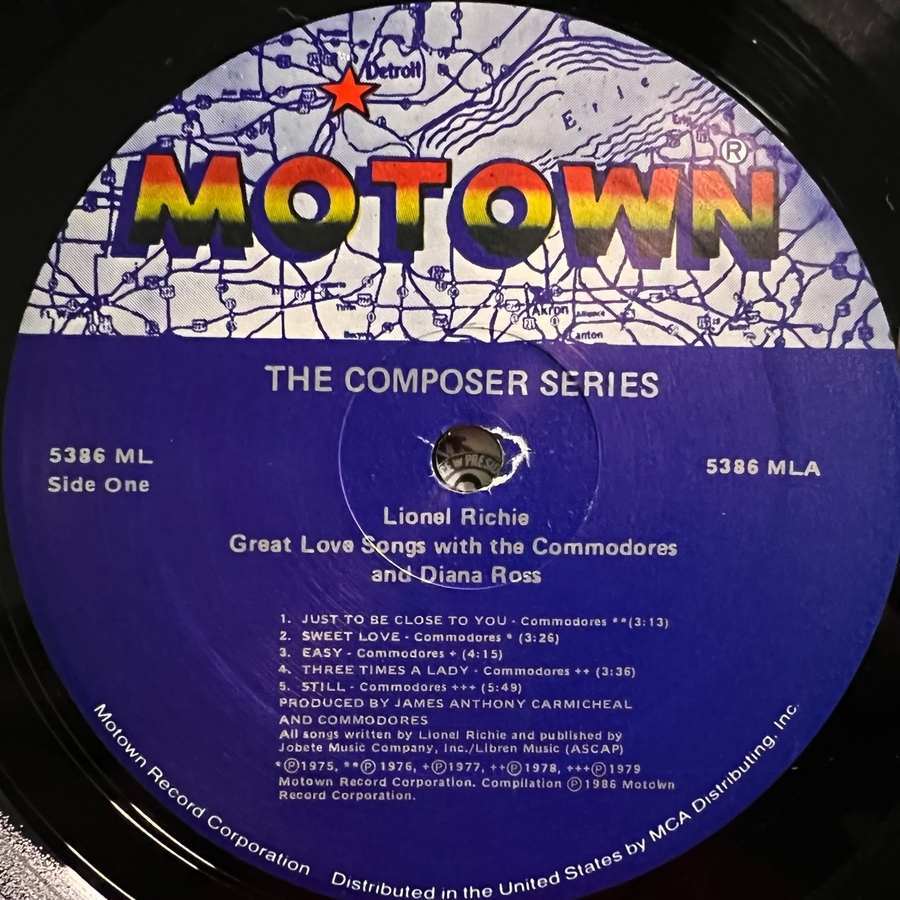 Detroit
Erie
MOTOWN®
Akron
Alliance
Canton
THE COMPOSER SERIES
5386 ML
Side One
5386 MLA
Lionel Richie
Great Love Songs with the Commodores
and Diana Ross
1. JUST TO BE CLOSE TO YOU - Commodores **(3:13)
2. SWEET LOVE - Commodores * (3:26)
3. EASY - Commodores + (4:15)
4. THREE TIMES A LADY - Commodores ++ (3:36)
5. STILL - Commodores +++ (5:49)
PRODUCED BY JAMES ANTHONY CARMICHEAL
AND COMMODORES
All songs written by Lionel Richie and published by
Jobete Music Company, Inc./Libren Music (ASCAP)
*℗1975, **℗1976, +℗1977, ++℗1978, +++℗1979
Motown Record Corporation. Compilation ℗1986 Motown
Record Corporation.
Motown Record Corporation Distributed in the United States by MCA Distributing, Inc.